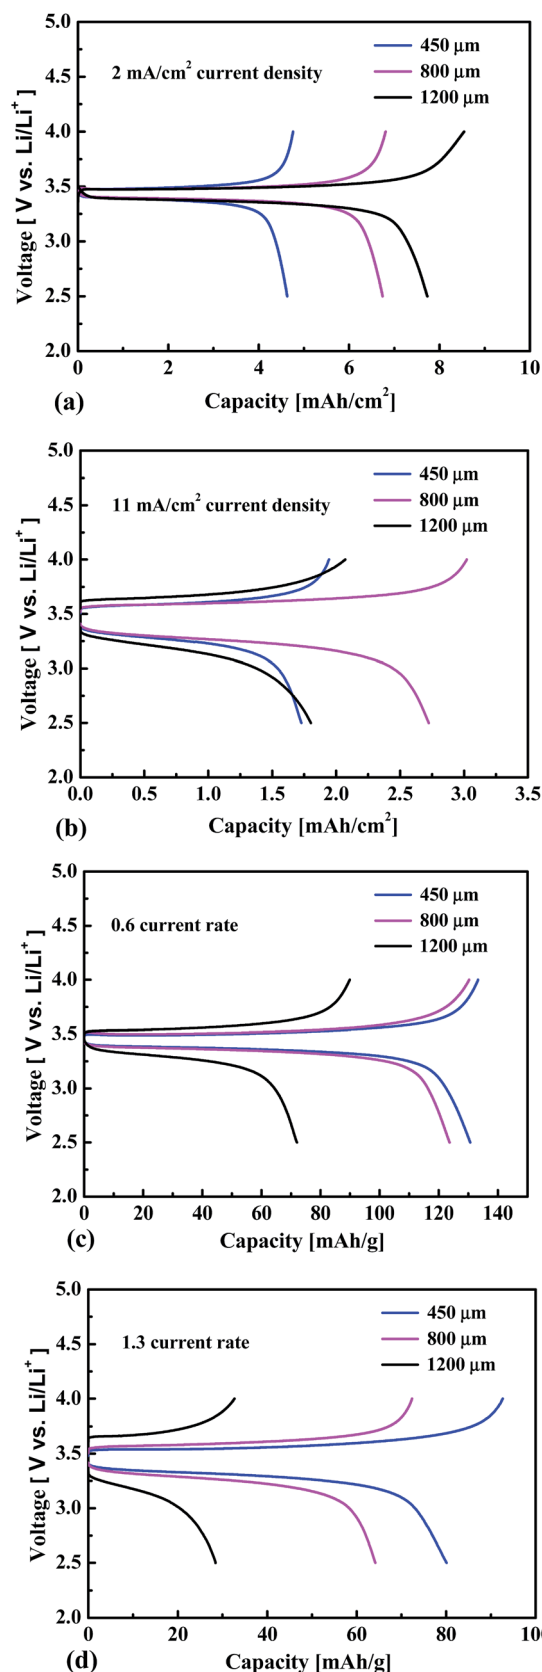 5.0
4.5
4.0
3.5
3.0
2.5
2.0
Voltage [ V vs. Li/Li⁺ ]
2 mA/cm² current density
450 μm
800 μm
1200 μm
0 2 4 6 8 10
Capacity [mAh/cm²]
(a)
5.0
4.5
4.0
3.5
3.0
2.5
2.0
Voltage [ V vs. Li/Li⁺ ]
11 mA/cm² current density
450 μm
800 μm
1200 μm
0.0 0.5 1.0 1.5 2.0 2.5 3.0 3.5
Capacity [mAh/cm²]
(b)
5.0
4.5
4.0
3.5
3.0
2.5
2.0
Voltage [ V vs. Li/Li⁺ ]
0.6 current rate
450 μm
800 μm
1200 μm
0 20 40 60 80 100 120 140
Capacity [mAh/g]
(c)
5.0
4.5
4.0
3.5
3.0
2.5
2.0
Voltage [ V vs. Li/Li⁺ ]
1.3 current rate
450 μm
800 μm
1200 μm
0 20 40 60 80 100
Capacity [mAh/g]
(d)